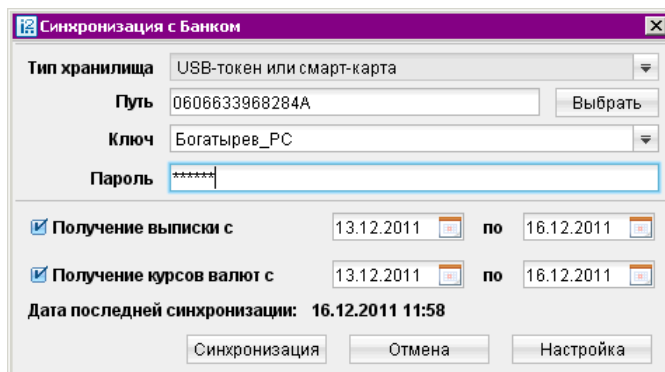 i2 Синхронизация с Банком
Тип хранилища USB-токен или смарт-карта
Путь 0606633968284A Выбрать
Ключ Богатырев_РС
Пароль ******
Получение выписки с 13.12.2011 по 16.12.2011
Получение курсов валют с 13.12.2011 по 16.12.2011
Дата последней синхронизации: 16.12.2011 11:58
Синхронизация Отмена Настройка